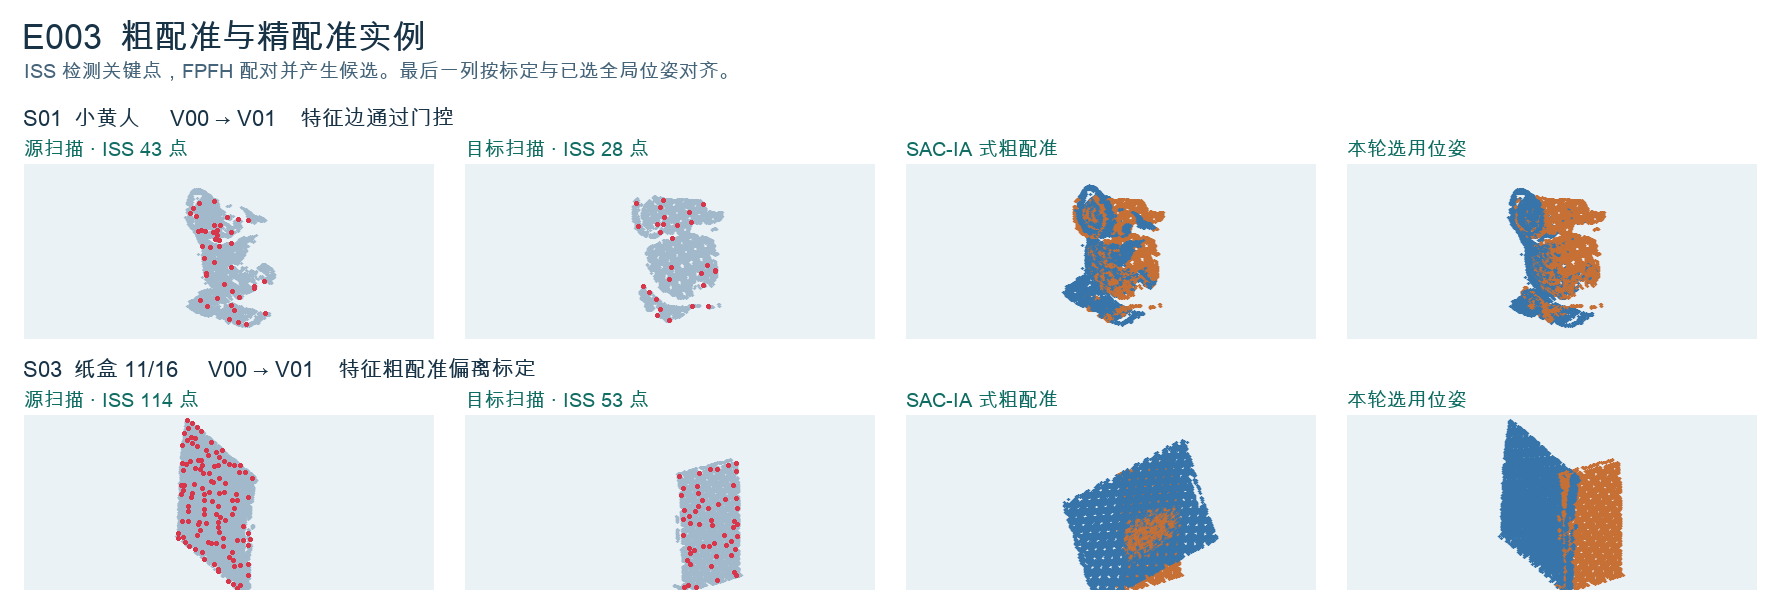 E003 粗配准与精配准实例
ISS 检测关键点，FPFH 配对并产生候选。最后一列按标定与已选全局位姿对齐。
S01 小黄人 V00 → V01 特征边通过门控
源扫描 · ISS 43 点 目标扫描 · ISS 28 点 SAC-IA 式粗配准 本轮选用位姿
S03 纸盒 11/16 V00 → V01 特征粗配准偏离标定
源扫描 · ISS 114 点 目标扫描 · ISS 53 点 SAC-IA 式粗配准 本轮选用位姿